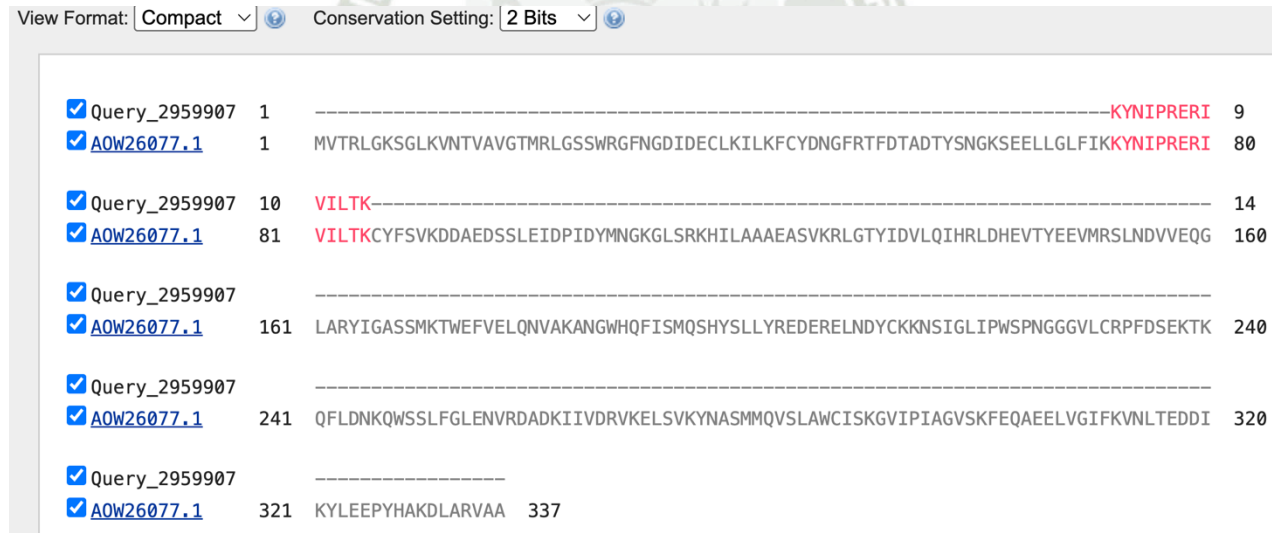 View Format: Compact Conservation Setting: 2 Bits
Query_2959907 1 -----------------------------------------------------------------------KYNIPRERI 9
AOW26077.1 1 MVTRLGKSGLKVNTVAVGTMRLGSSWRGFNGDIDECLKILKFCYDNGFRTFDTADTYSNGKSEELLGLFIKKYNIPRERI 80
Query_2959907 10 VILTK--------------------------------------------------------------------------- 14
AOW26077.1 81 VILTKCYFSVKDDAEDSSLEIDPIDYMNGKGLSRKHILAAAEASVKRLGTYIDVLQIHRLDHEVTYEEVMRSLNDVVEQG 160
Query_2959907 --------------------------------------------------------------------------------
AOW26077.1 161 LARYIGASSMKTWEFVELQNVAKANGWHQFISMQSHYSLLYREDERELNDYCKKNSIGLIPWSPNGGGVLCRPFDSEKTK 240
Query_2959907 --------------------------------------------------------------------------------
AOW26077.1 241 QFLDNKQWSSLFGLENVRDADKIIVDRVKELSVKYNASMMQVSLAWCISKGVIPIAGVSKFEQAEELVGIFKVNLTEDDI 320
Query_2959907 -----------------
AOW26077.1 321 KYLEEPYHAKDLARVAA 337